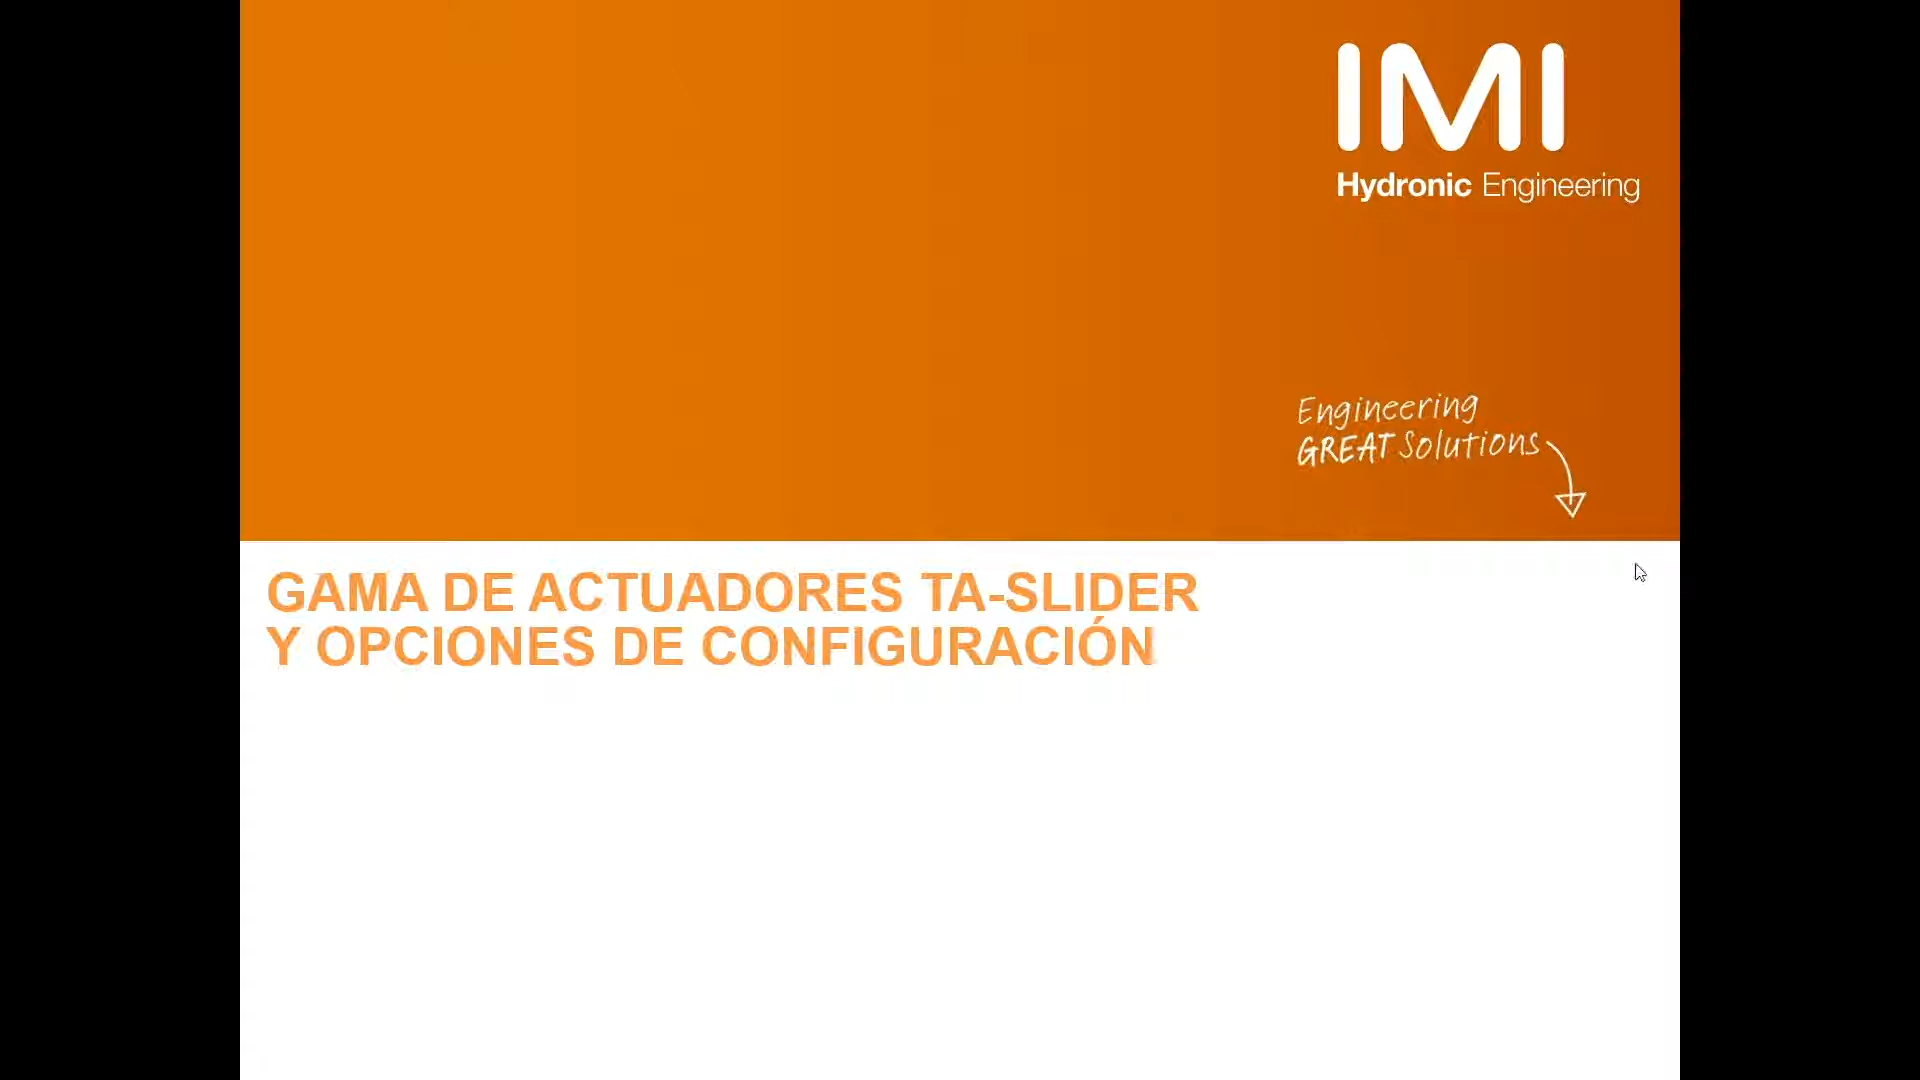 IMI
Hydronic Engineering
Engineering
GREAT Solutions
GAMA DE ACTUADORES TA-SLIDER
Y OPCIONES DE CONFIGURACIÓN